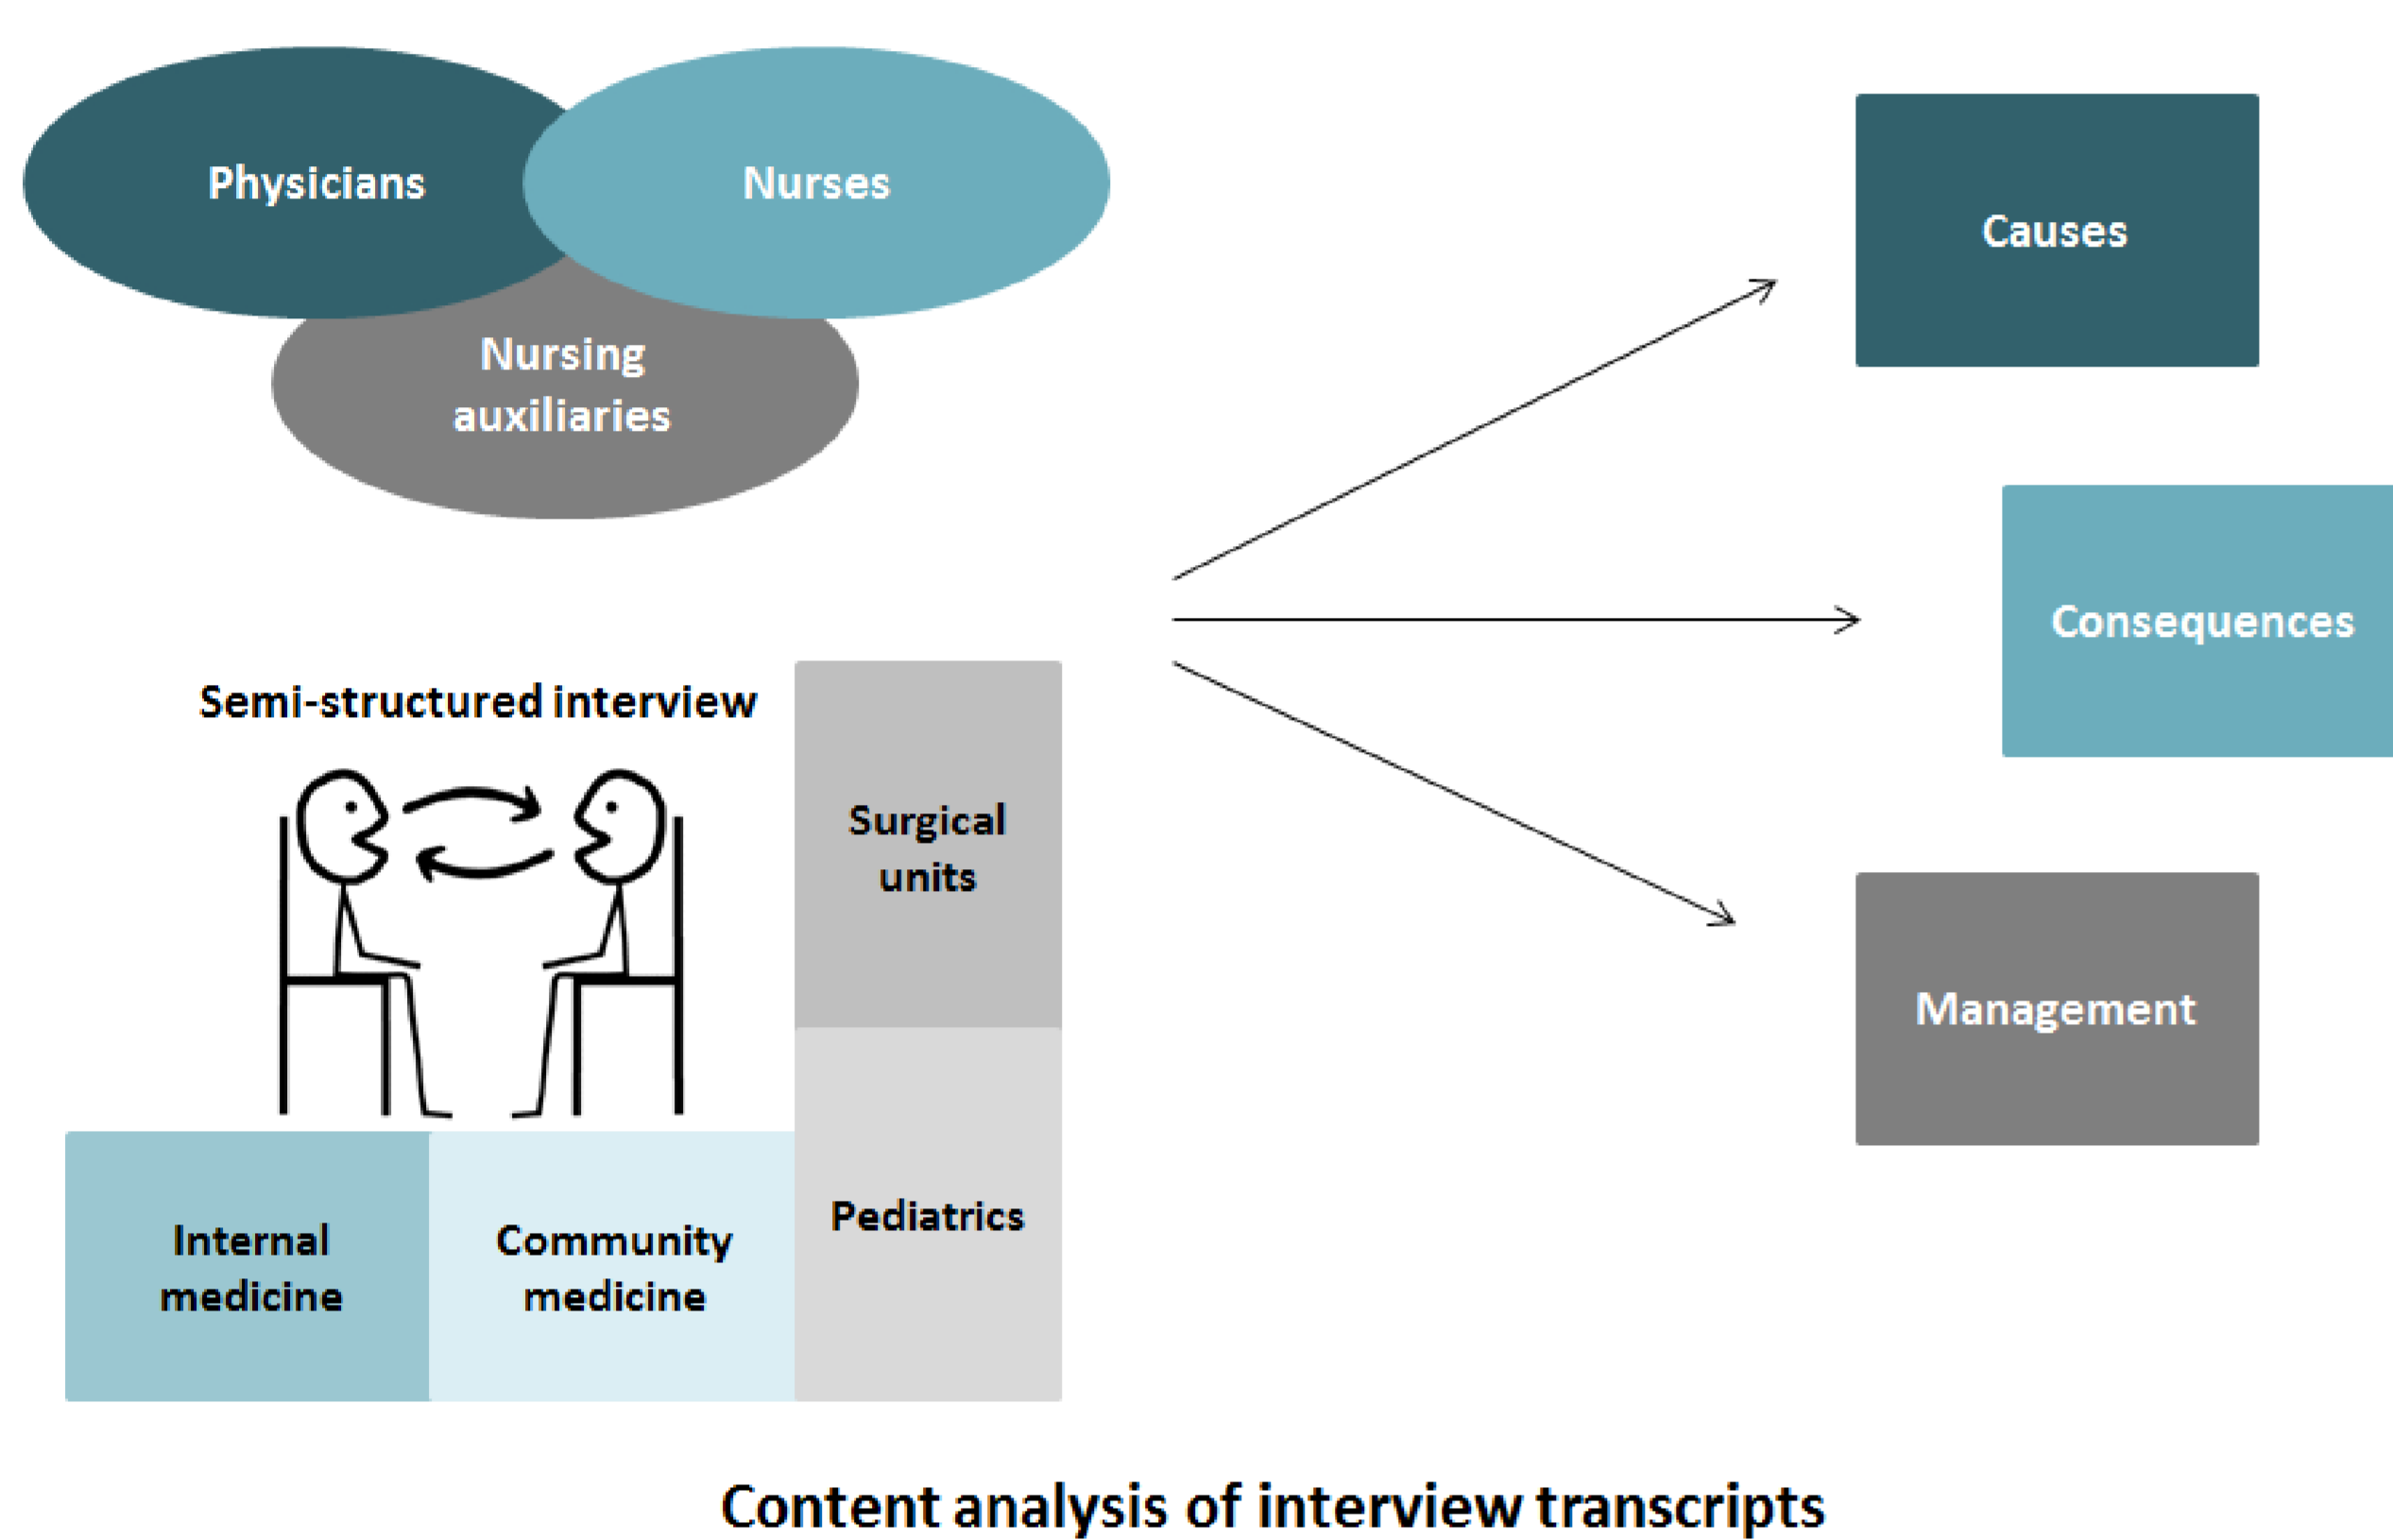 Physicians
Nurses
Nursing
auxiliaries
Causes
Consequences
Management
Semi-structured interview
Surgical
units
Pediatrics
Internal
medicine
Community
medicine
Content analysis of interview transcripts